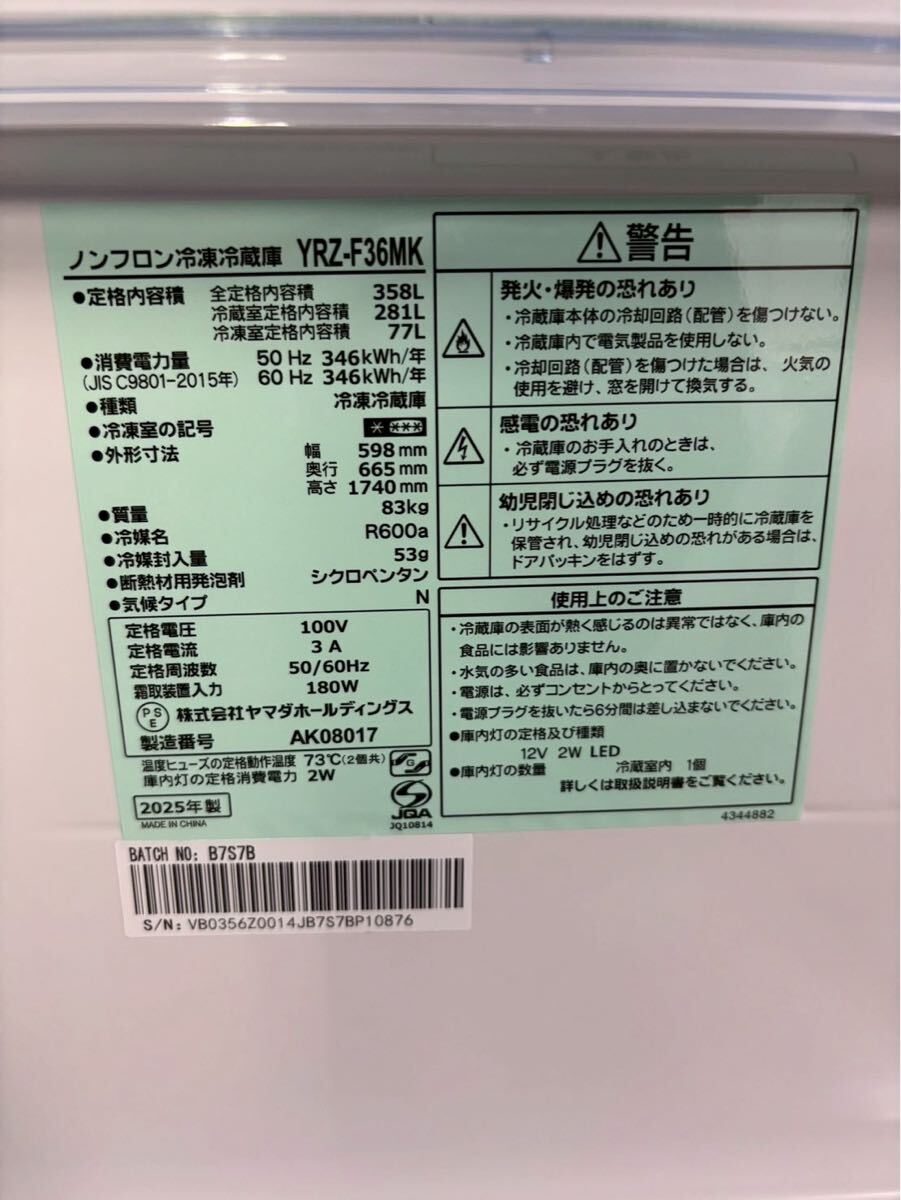 ノンフロン冷凍冷蔵庫 YRZ-F36MK
●定格内容積 全定格内容積 358L
冷蔵室定格内容積 281L
冷凍室定格内容積 77L
●消費電力量 50 Hz 346kWh/年
(JIS C9801-2015年) 60 Hz 346kWh/年
●種類 冷凍冷蔵庫
●冷凍室の記号 * ***
●外形寸法 幅 598 mm
奥行 665 mm
高さ 1740 mm
●質量 83kg
●冷媒名 R600a
●冷媒封入量 53g
●断熱材用発泡剤 シクロペンタン
●気候タイプ N
定格電圧 100V
定格電流 3 A
定格周波数 50/60Hz
霜取装置入力 180W
PSE 株式会社ヤマダホールディングス
製造番号 AK08017
温度ヒューズの定格動作温度 73℃(2個共)
庫内灯の定格消費電力 2W
G
2025年製
MADE IN CHINA
JQA
JQ10814
⚠警告
発火・爆発の恐れあり
・冷蔵庫本体の冷却回路(配管)を傷つけない。
・冷蔵庫内で電気製品を使用しない。
・冷却回路(配管)を傷つけた場合は、火気の
使用を避け、窓を開けて換気する。
感電の恐れあり
・冷蔵庫のお手入れのときは、
必ず電源プラグを抜く。
幼児閉じ込めの恐れあり
・リサイクル処理などのため一時的に冷蔵庫を
保管され、幼児閉じ込めの恐れがある場合は、
ドアパッキンをはずす。
使用上のご注意
・冷蔵庫の表面が熱く感じるのは異常ではなく、庫内の
食品には影響ありません。
・水気の多い食品は、庫内の奥に置かないでください。
・電源は、必ずコンセントからとってください。
・電源プラグを抜いたら6分間は差し込まないでください。
●庫内灯の定格及び種類
12V 2W LED
●庫内灯の数量 冷蔵室内 1個
詳しくは取扱説明書をご覧ください。
4344882
BATCH NO: B7S7B
S/N: VB0356Z0014JB7S7BP10876